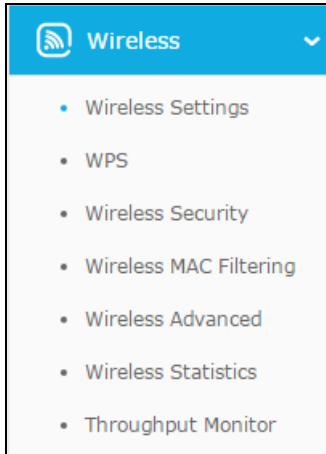 Wireless
Wireless Settings
WPS
Wireless Security
Wireless MAC Filtering
Wireless Advanced
Wireless Statistics
Throughput Monitor